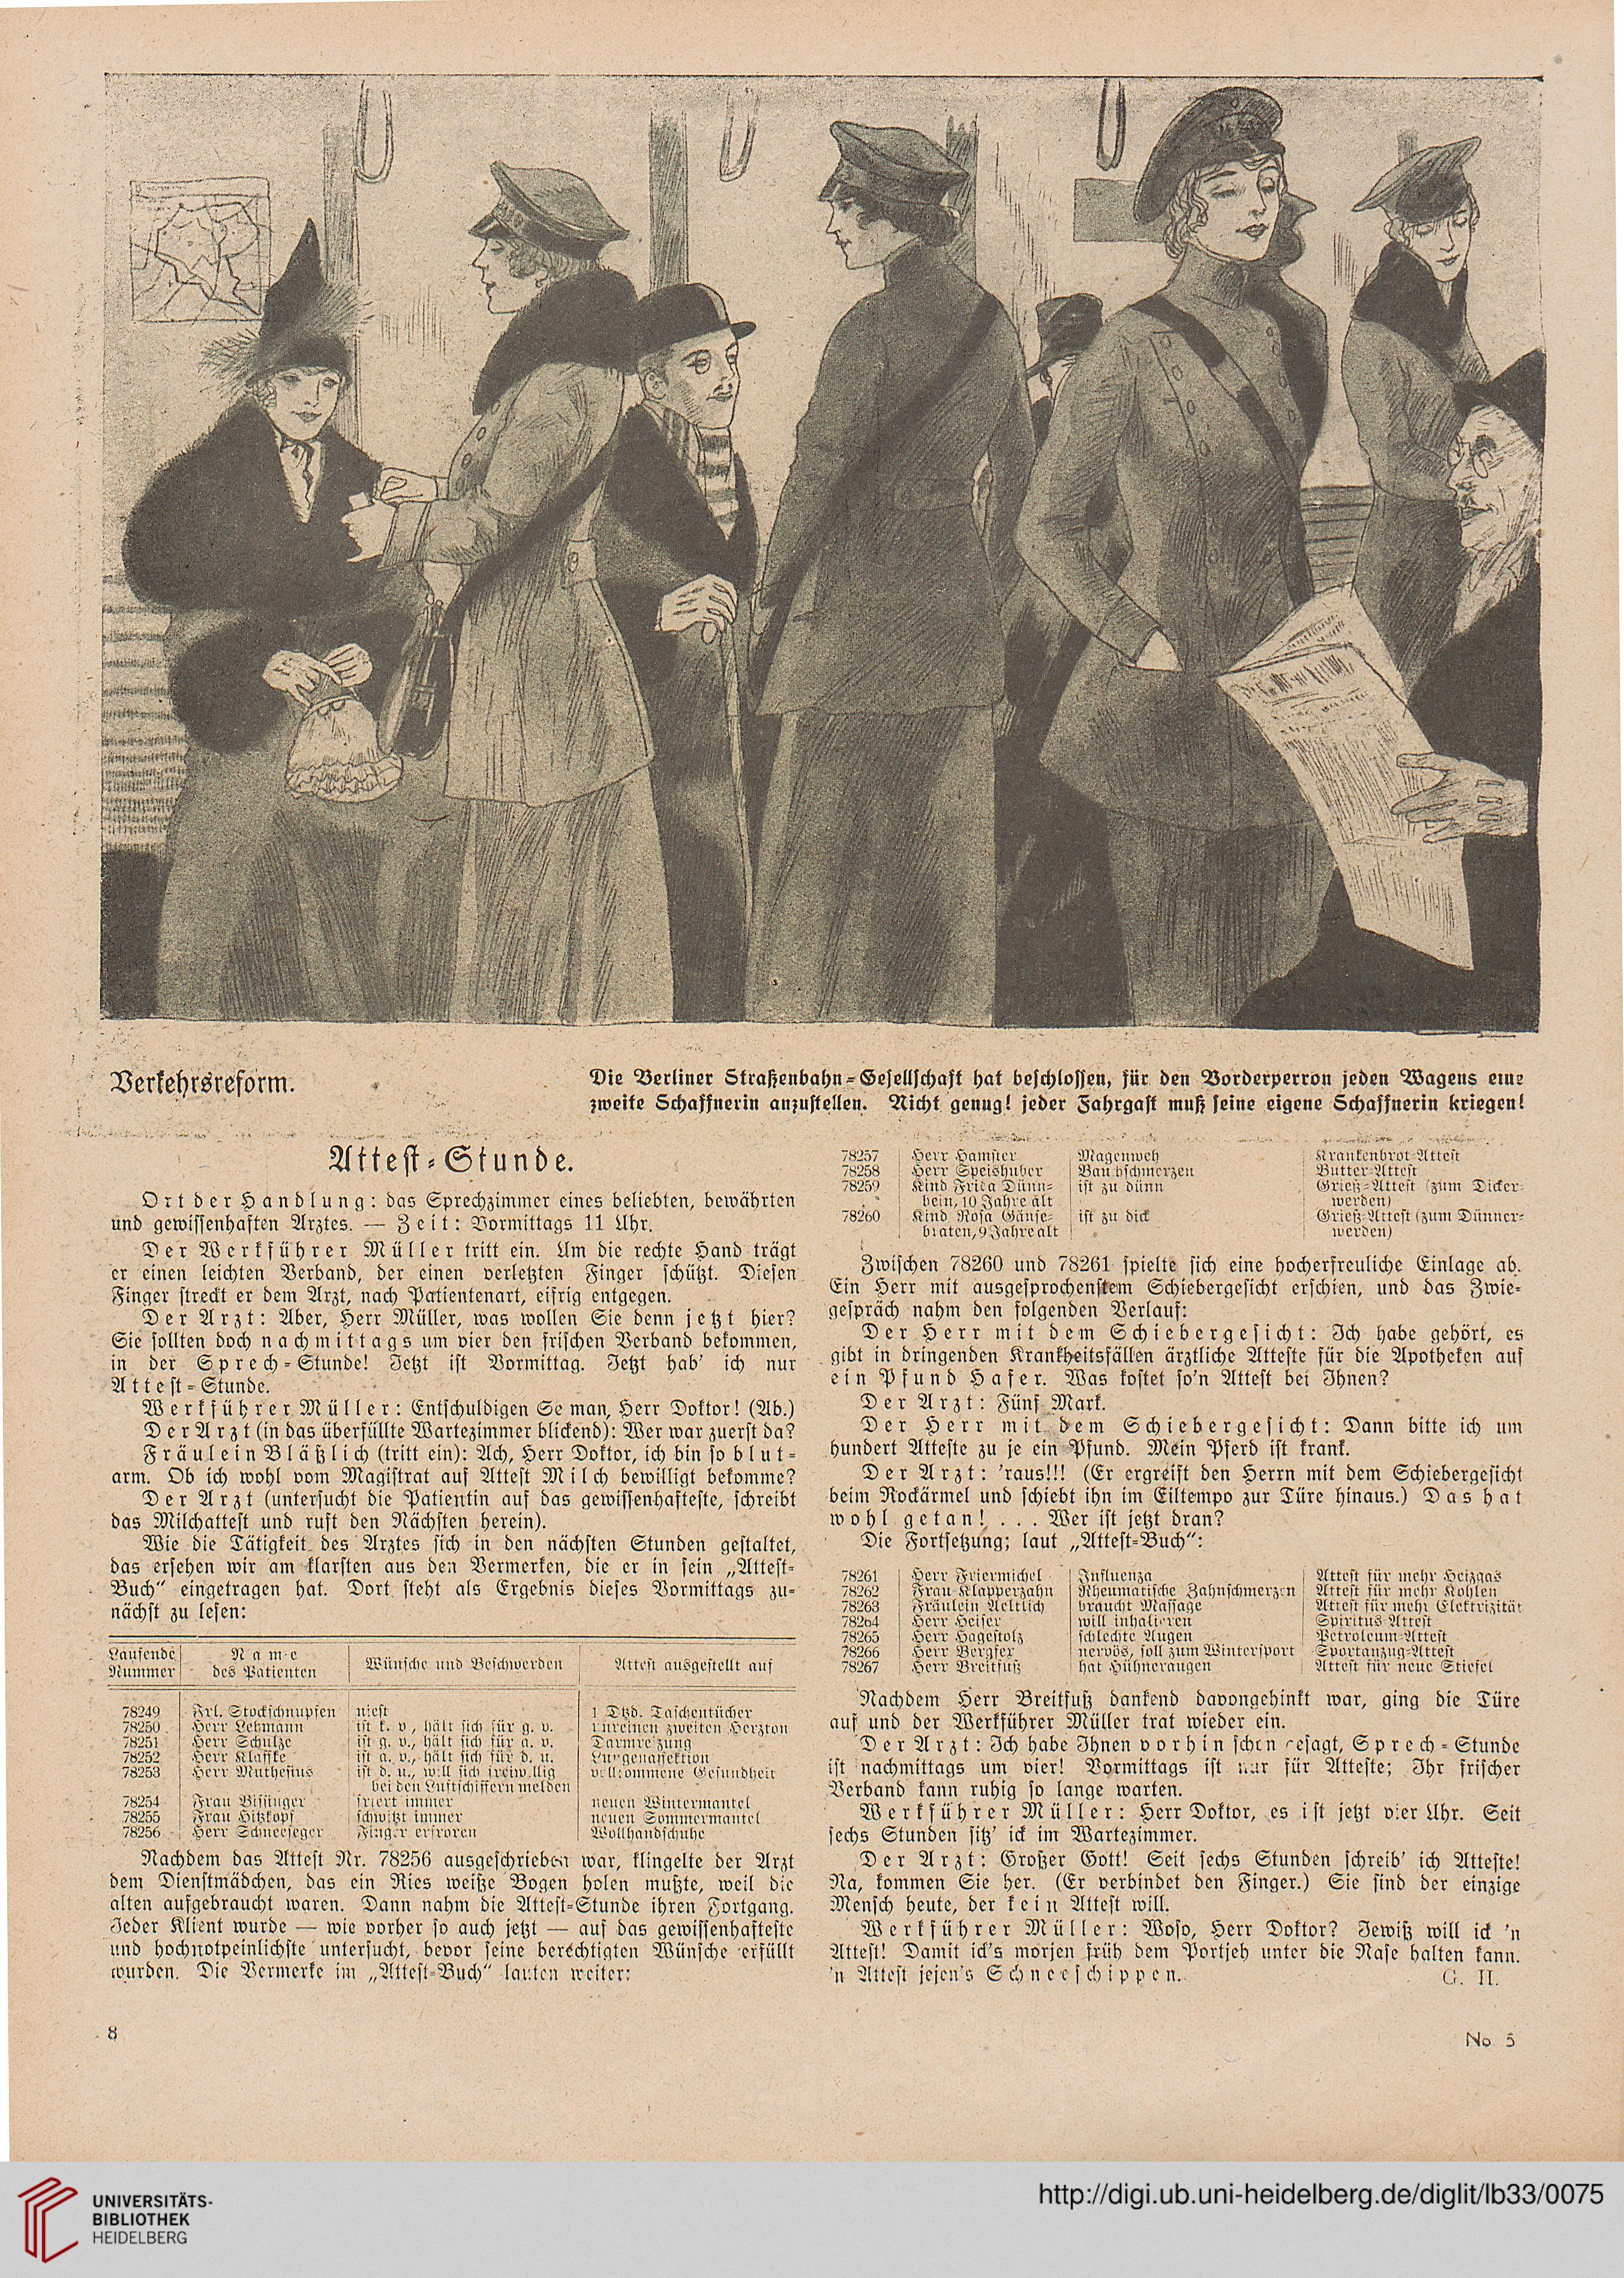 Verkehrsreform.
Die Berliner Straßenbahn-Gesellschaft hat beschlossen, für den Vorderperron jeden Wagens eine
zweite Schaffnerin anzustellen. Nicht genug! jeder Fahrgast muß seine eigene Schaffnerin kriegen!
Attest-Stunde.
Ort der Handlung: das Sprechzimmer eines beliebten, bewährten
und gewissenhaften Arztes. — Zeit: Vormittags 11 Uhr.
Der Werkführer Müller tritt ein. Um die rechte Hand trägt
er einen leichten Verband, der einen verletzten Finger schützt. Diesen
Finger streckt er dem Arzt, nach Patientenart, eifrig entgegen.
Der Arzt: Aber, Herr Müller, was wollen Sie denn jetzt hier?
Sie sollten doch nachmittags um vier den frischen Verband bekommen,
in der Sprech-Stunde! Jetzt ist Vormittag. Jetzt hab' ich nur
Attest-Stunde.
Werkführer Müller: Entschuldigen Se man, Herr Doktor! (Ab.)
Der Arzt (in das überfüllte Wartezimmer blickend): Wer war zuerst da?
Fräulein Bläßlich (tritt ein): Ach, Herr Doktor, ich bin so blut-
arm. Ob ich wohl vom Magistrat auf Attest Milch bewilligt bekomme?
Der Arzt (untersucht die Patientin auf das gewissenhafteste, schreibt
das Milchattest und ruft den Nächsten herein).
Wie die Tätigkeit des Arztes sich in den nächsten Stunden gestaltet,
das ersehen wir am klarsten aus den Vermerken, die er in sein „Attest-
Buch“ eingetragen hat. Dort steht als Ergebnis dieses Vormittags zu-
nächst zu lesen:
Laufende Nummer | Name des Patienten | Wünsche und Beschwerden | Attest ausgestellt auf
78249 Frl. Stockschnupfen niest 1 Dtzd. Taschentücher
78250 Herr Lehmann ist k. v., hält sich für g. v. einen zweiten Herzton
78251 Herr Schulze ist g. v., hält sich für a. v. Darmreizung
78252 Herr Klaffke ist a. v., hält sich für d. u. Lungenaffektion
78253 Herr Muthesius ist d. u., will sich freiwillig vollkommene Gesundheit
bei den Luftschiffern melden
78254 Frau Bissinger friert immer neuen Wintermantel
78255 Frau Hitzkopf schwitzt immer neuen Sommermantel
78256 Herr Schneefeger Finger erfroren Wollhandschuhe
Nachdem das Attest Nr. 78256 ausgeschrieben war, klingelte der Arzt
dem Dienstmädchen, das ein Ries weiße Bogen holen mußte, weil die
alten aufgebraucht waren. Dann nahm die Attest-Stunde ihren Fortgang.
Jeder Klient wurde — wie vorher so auch jetzt — auf das gewissenhafteste
und hochnotpeinlichste untersucht, bevor seine berechtigten Wünsche erfüllt
wurden. Die Vermerke im „Attest-Buch“ lauten weiter:
78257 Herr Hamster Magenweh Krankenbrot-Attest
78258 Herr Speishuber Bauchschmerzen Butter-Attest
78259 Kind Frida Dünn- ist zu dünn Grieß-Attest (zum Dicker-
bein, 10 Jahre alt werden)
78260 Kind Rosa Gänse- ist zu dick Grieß-Attest (zum Dünner-
braten, 9 Jahre alt werden)
Zwischen 78260 und 78261 spielte sich eine hocherfreuliche Einlage ab.
Ein Herr mit ausgesprochenstem Schiebergesicht erschien, und das Zwie-
gespräch nahm den folgenden Verlauf:
Der Herr mit dem Schiebergesicht: Ich habe gehört, es
gibt in dringenden Krankheitsfällen ärztliche Atteste für die Apotheken auf
ein Pfund Hafer. Was kostet so'n Attest bei Ihnen?
Der Arzt: Fünf Mark.
Der Herr mit dem Schiebergesicht: Dann bitte ich um
hundert Atteste zu je ein Pfund. Mein Pferd ist krank.
Der Arzt: 'raus!!! (Er ergreift den Herrn mit dem Schiebergesicht
beim Rockärmel und schiebt ihn im Eiltempo zur Türe hinaus.) Das hat
wohl getan! . . . Wer ist jetzt dran?
Die Fortsetzung; laut „Attest-Buch“:
78261 Herr Friermichel Influenza Attest für mehr Heizgas
78262 Frau Klapperzahn Rheumatische Zahnschmerzen Attest für mehr Kohlen
78263 Fräulein Aeltlich braucht Massage Attest für mehr Elektrizität
78264 Herr Heiser will inhalieren Spiritus-Attest
78265 Herr Hagestolz schlechte Augen Petroleum-Attest
78266 Herr Bergfex nervös, soll zum Wintersport Sportanzug-Attest
78267 Herr Breitfuß hat Hühneraugen Attest für neue Stiefel
Nachdem Herr Breitfuß dankend davongehinkt war, ging die Türe
auf und der Werkführer Müller trat wieder ein.
Der Arzt: Ich habe Ihnen vorhin schon gesagt, Sprech-Stunde
ist nachmittags um vier! Vormittags ist nur für Atteste; Ihr frischer
Verband kann ruhig so lange warten.
Werkführer Müller: Herr Doktor, es ist jetzt vier Uhr. Seit
sechs Stunden sitz' ick im Wartezimmer.
Der Arzt: Großer Gott! Seit sechs Stunden schreib' ich Atteste!
Na, kommen Sie her. (Er verbindet den Finger.) Sie sind der einzige
Mensch heute, der kein Attest will.
Werkführer Müller: Woso, Herr Doktor? Jewiß will ick 'n
Attest! Damit ick's morjen früh dem Portjeh unter die Nase halten kann.
'n Attest jejen's Schneeschippen.
G. H.
8
No 5
UNIVERSITÄTS-
BIBLIOTHEK
HEIDELBERG
http://digi.ub.uni-heidelberg.de/diglit/lb33/0075